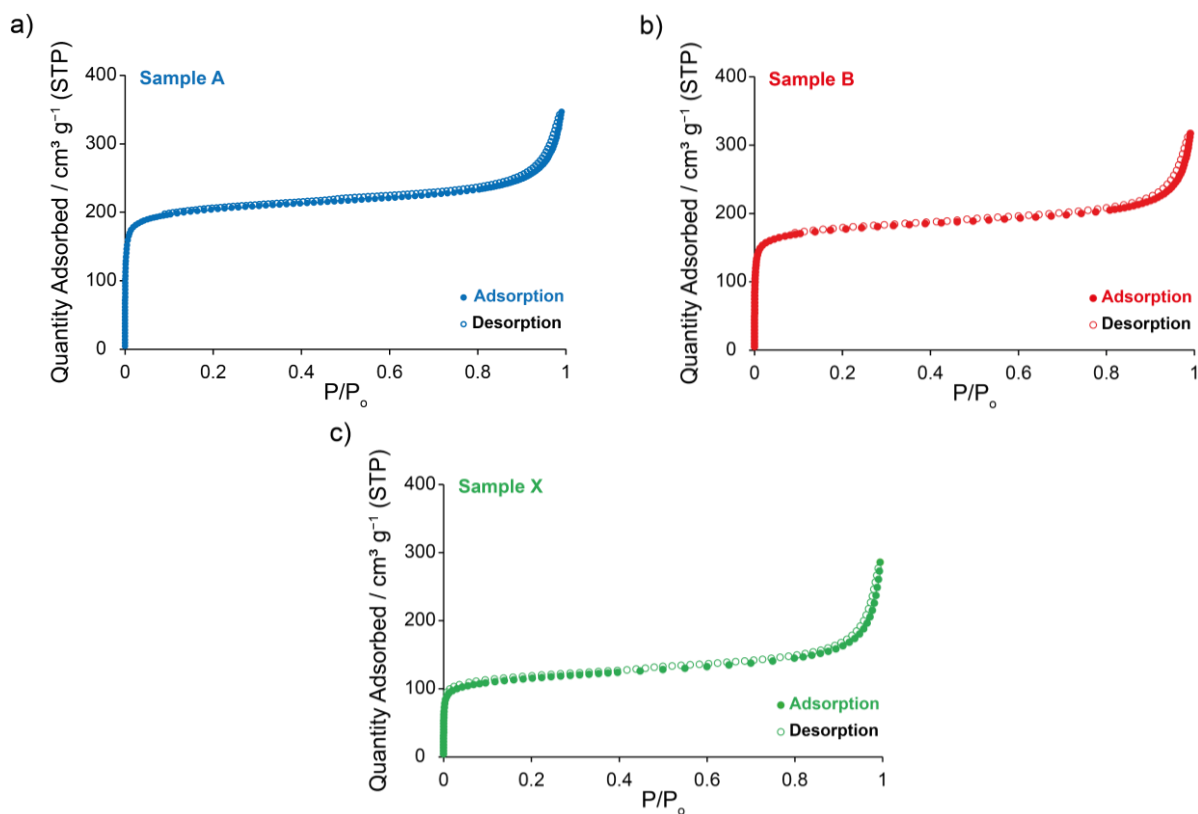 a)
Sample A
Quantity Adsorbed / cm³ g⁻¹ (STP)
400
300
200
100
0
0
0.2
0.4
0.6
0.8
1
P/Pₒ
Adsorption
Desorption
b)
Sample B
Quantity Adsorbed / cm³ g⁻¹ (STP)
400
300
200
100
0
0
0.2
0.4
0.6
0.8
1
P/Pₒ
Adsorption
Desorption
c)
Sample X
Quantity Adsorbed / cm³ g⁻¹ (STP)
400
300
200
100
0
0
0.2
0.4
0.6
0.8
1
P/Pₒ
Adsorption
Desorption